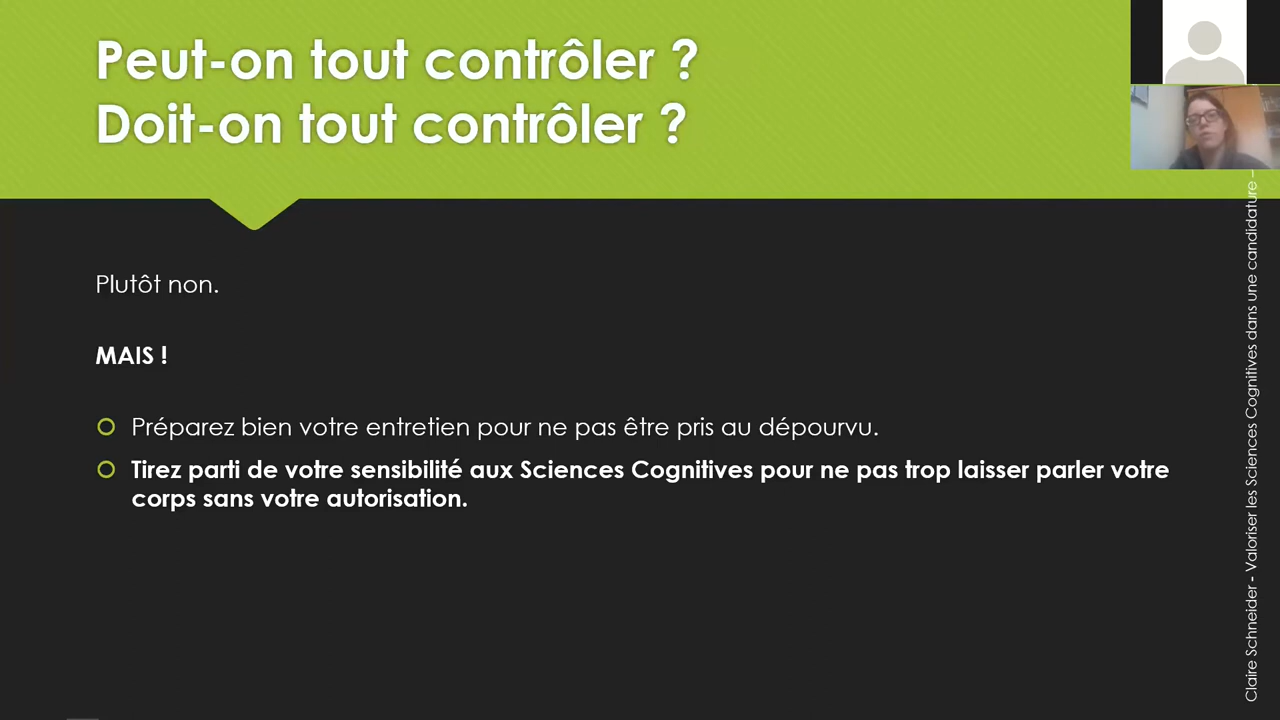 Peut-on tout contrôler ?
Doit-on tout contrôler ?
Plutôt non.
MAIS !
Préparez bien votre entretien pour ne pas être pris au dépourvu.
Tirez parti de votre sensibilité aux Sciences Cognitives pour ne pas trop laisser parler votre
corps sans votre autorisation.
Claire Schneider - Valoriser les Sciences Cognitives dans une candidature –